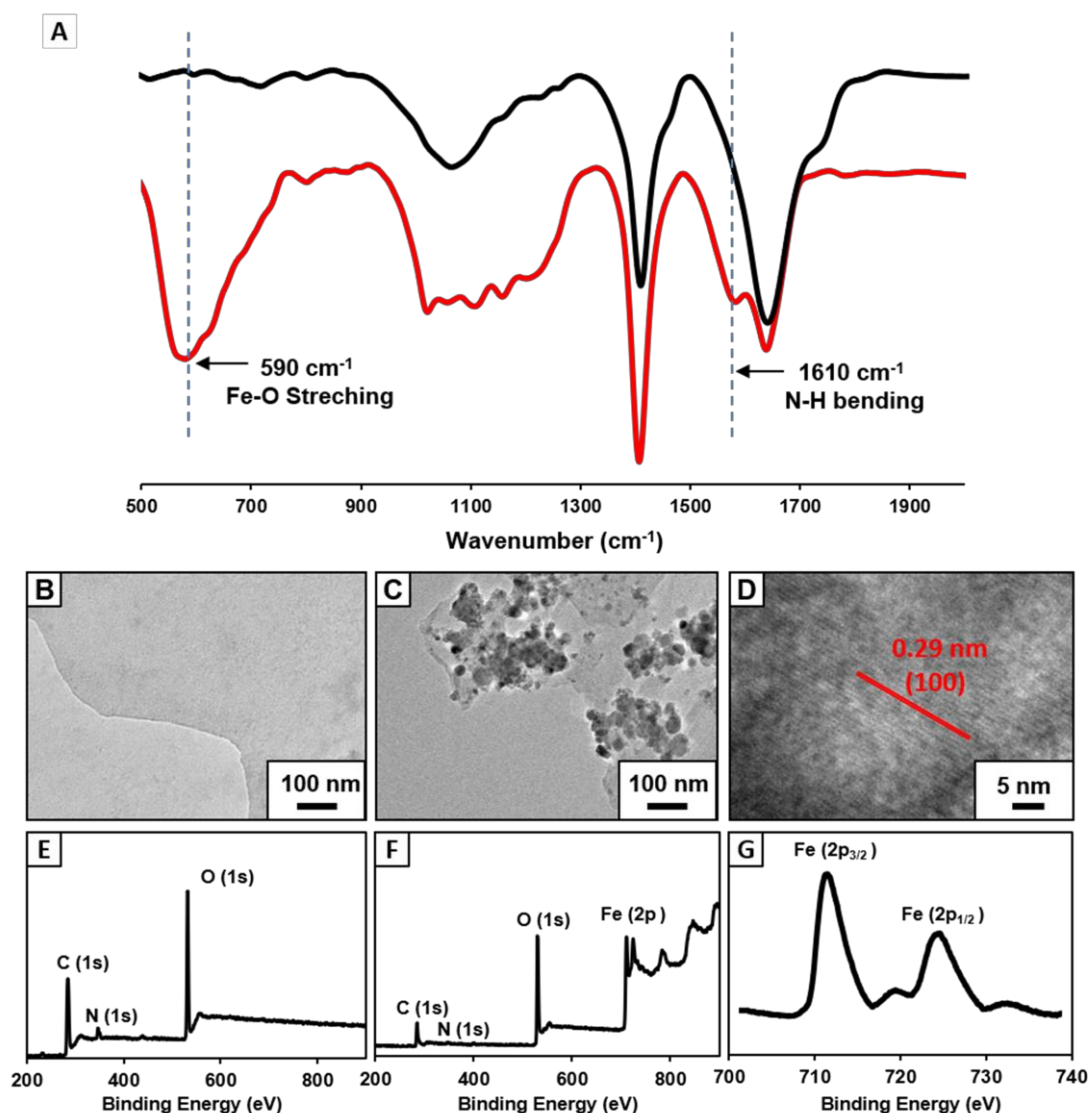 A
590 cm⁻¹
Fe-O Streching
1610 cm⁻¹
N-H bending
500 700 900 1100 1300 1500 1700 1900
Wavenumber (cm⁻¹)
B
100 nm
C
100 nm
D
0.29 nm
(100)
5 nm
E
O (1s)
C (1s)
N (1s)
200 400 600 800
Binding Energy (eV)
F
O (1s)
Fe (2p)
C (1s)
N (1s)
200 400 600 800
Binding Energy (eV)
G
Fe (2p₃/₂)
Fe (2p₁/₂)
700 710 720 730 740
Binding Energy (eV)